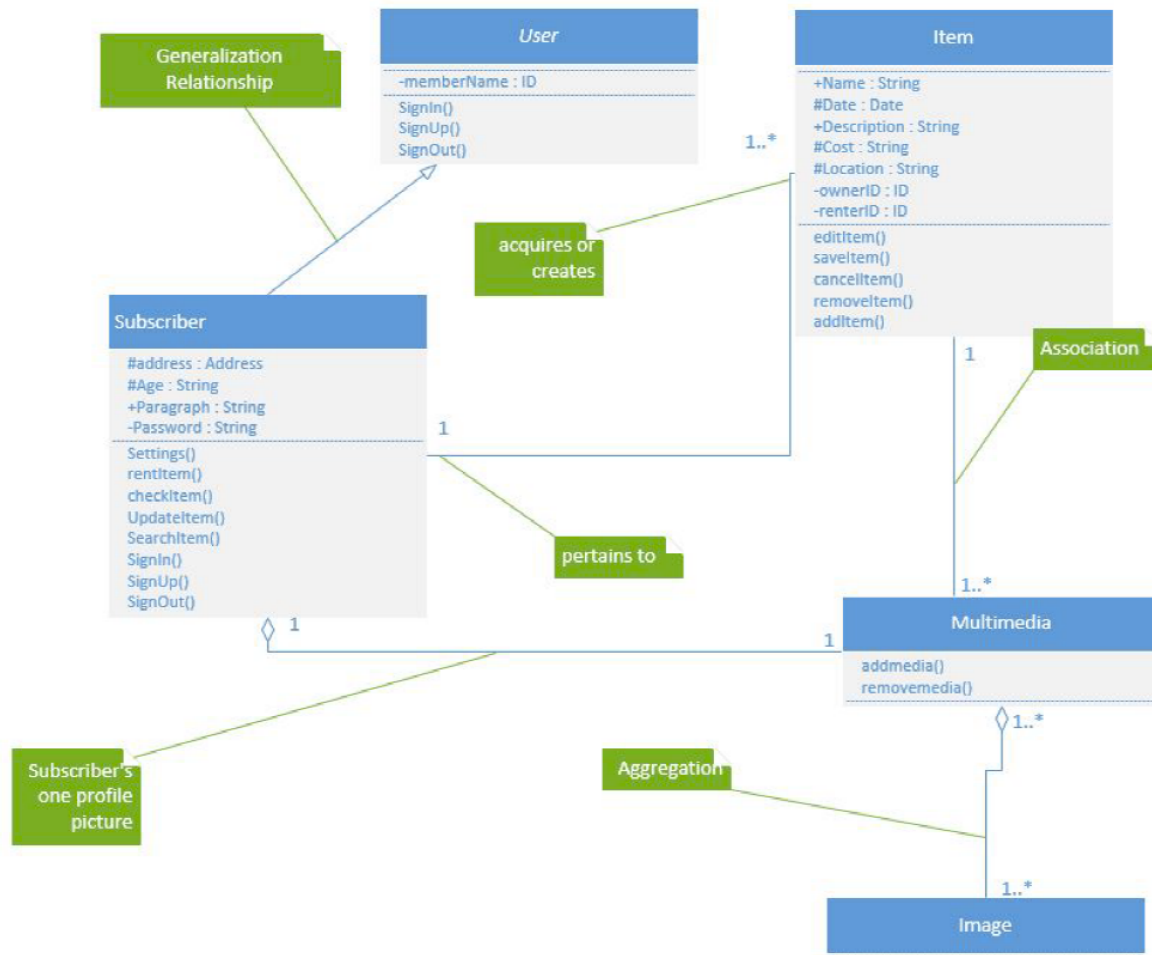 Generalization
Relationship
User
-memberName : ID
SignIn()
SignUp()
SignOut()
Item
+Name : String
#Date : Date
+Description : String
#Cost : String
#Location : String
-ownerID : ID
-renterID : ID
editItem()
saveItem()
cancelItem()
removeItem()
addItem()
1..*
acquires or
creates
Subscriber
#address : Address
#Age : String
+Paragraph : String
-Password : String
Settings()
rentItem()
checkItem()
UpdateItem()
SearchItem()
SignIn()
SignUp()
SignOut()
1
pertains to
1
Association
1..*
Multimedia
addmedia()
removemedia()
1
1
Subscriber's
one profile
picture
1..*
Aggregation
1..*
Image